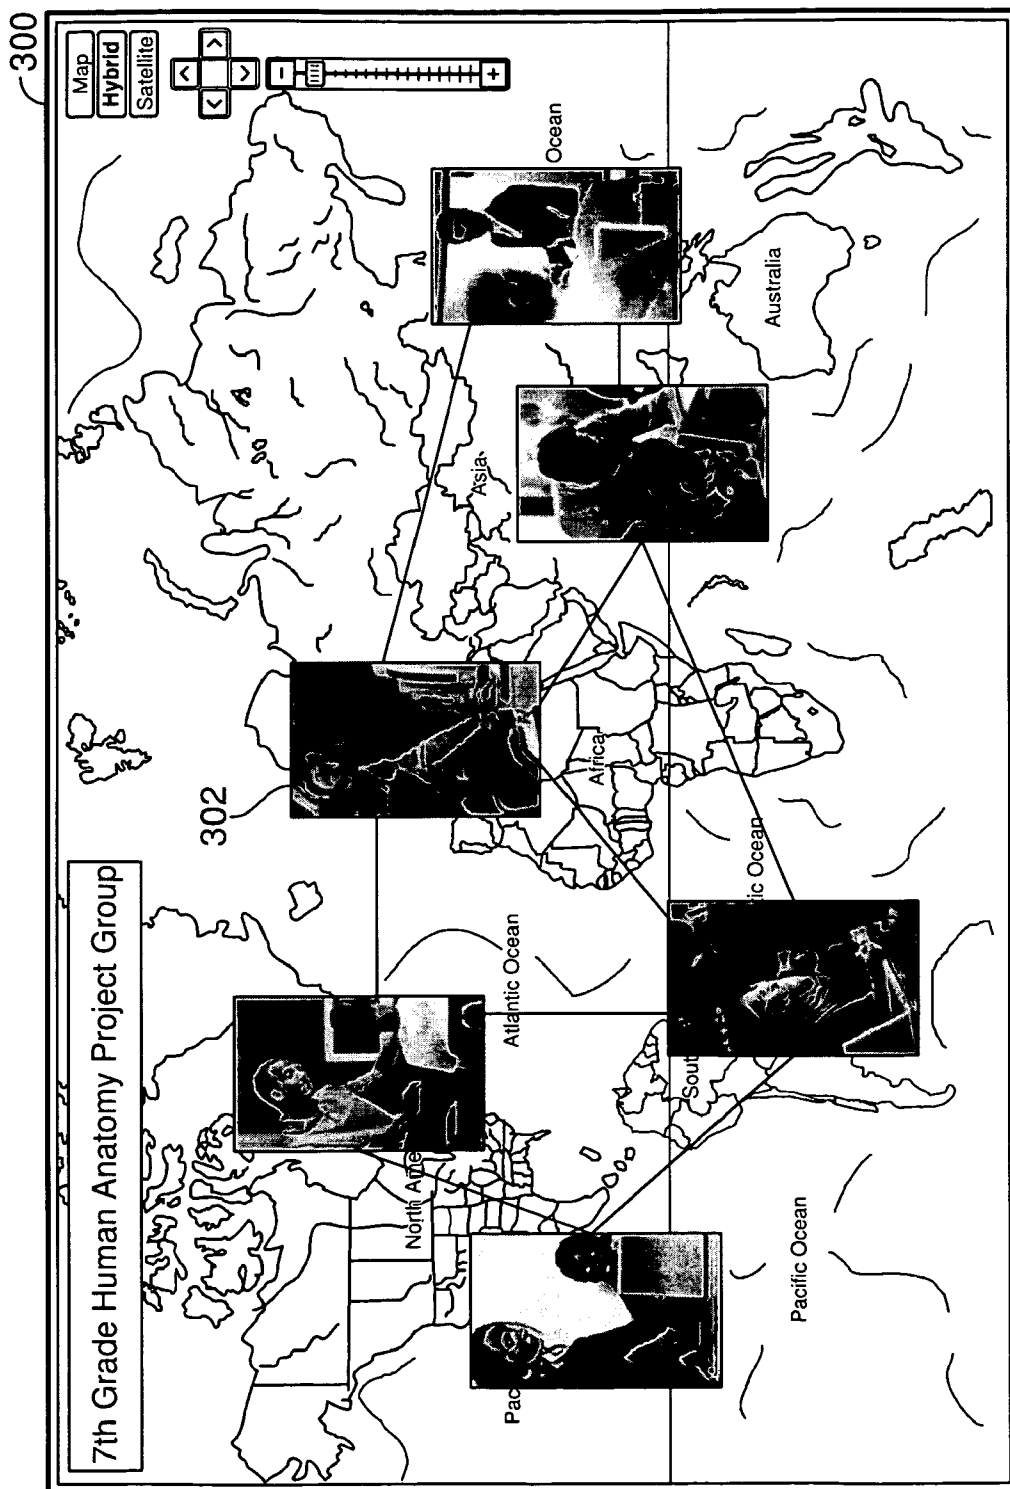 300
7th Grade Human Anatomy Project Group
Map
Hybrid
Satellite
302
North Ame
Atlantic Ocean
Asia
Ocean
Africa
Pac
Pacific Ocean
Sout
tic Ocean
Australia